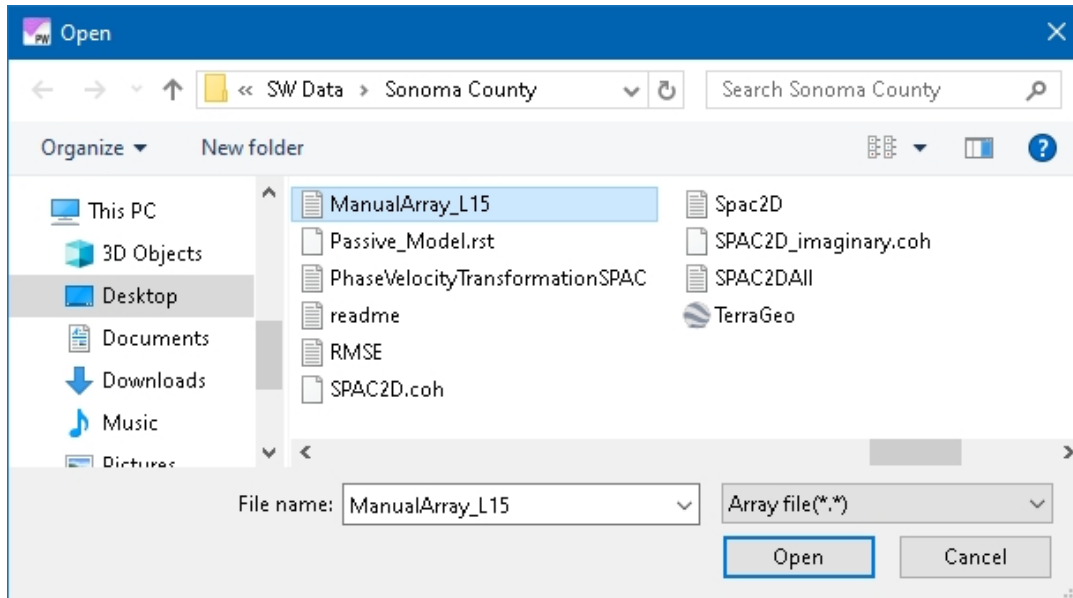 PW Open
« SW Data > Sonoma County
Search Sonoma County
Organize
New folder
?
This PC
3D Objects
Desktop
Documents
Downloads
Music
Pictures
ManualArray_L15
Passive_Model.rst
PhaseVelocityTransformationSPAC
readme
RMSE
SPAC2D.coh
Spac2D
SPAC2D_imaginary.coh
SPAC2DAll
TerraGeo
File name: ManualArray_L15
Array file(*.*)
Open
Cancel